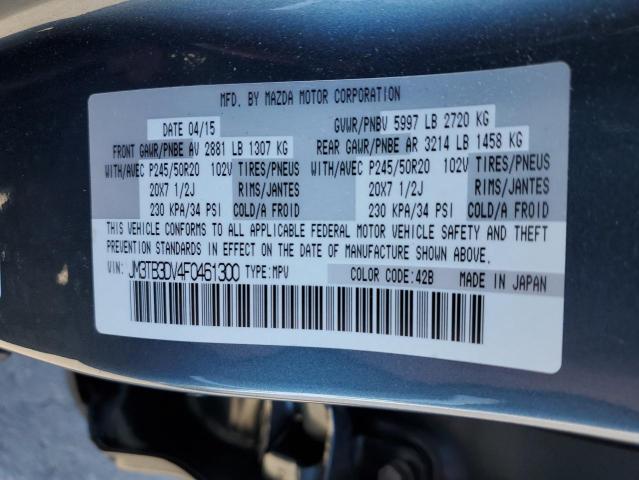 MFD. BY MAZDA MOTOR CORPORATION
DATE 04/15 GVWR/PNBV 5997 LB 2720 KG
FRONT GAWR/PNBE AV 2881 LB 1307 KG REAR GAWR/PNBE AR 3214 LB 1458 KG
WITH/AVEC P245/50R20 102V TIRES/PNEUS WITH/AVEC P245/50R20 102V TIRES/PNEUS
20X7 1/2J RIMS/JANTES 20X7 1/2J RIMS/JANTES
230 KPA/34 PSI COLD/A FROID 230 KPA/34 PSI COLD/A FROID
THIS VEHICLE CONFORMS TO ALL APPLICABLE FEDERAL MOTOR VEHICLE SAFETY AND THEFT
PREVENTION STANDARDS IN EFFECT ON THE DATE OF MANUFACTURE SHOWN ABOVE.
VIN: JM3TB3DV4F0461300 TYPE:MPV COLOR CODE:42B MADE IN JAPAN